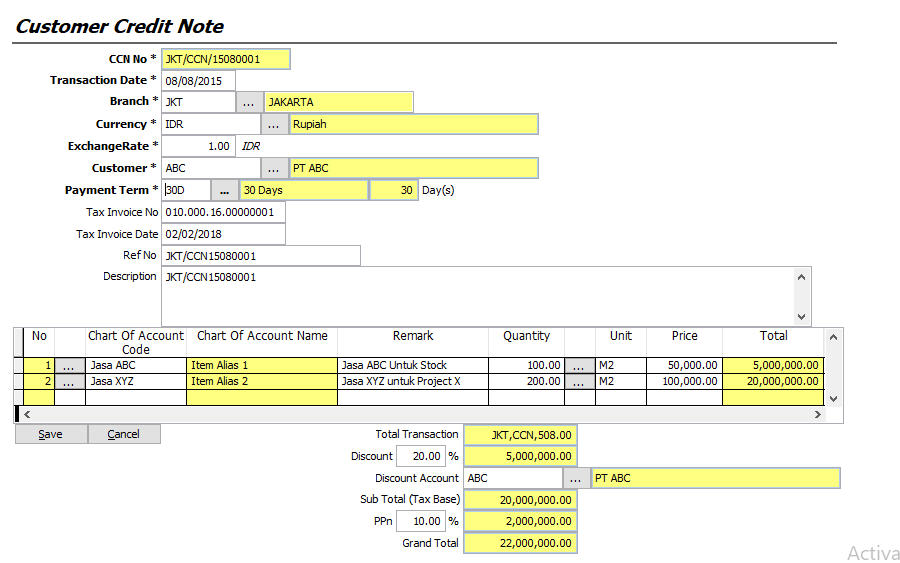 Customer Credit Note
CCN No * JKT/CCN/15080001
Transaction Date * 08/08/2015
Branch * JKT ... JAKARTA
Currency * IDR ... Rupiah
ExchangeRate * 1.00 IDR
Customer * ABC ... PT ABC
Payment Term * 30D ... 30 Days 30 Day(s)
Tax Invoice No 010.000.16.00000001
Tax Invoice Date 02/02/2018
Ref No JKT/CCN15080001
Description JKT/CCN15080001
No Chart Of Account Code Chart Of Account Name Remark Quantity Unit Price Total
1 ... Jasa ABC Item Alias 1 Jasa ABC Untuk Stock 100.00 ... M2 50,000.00 5,000,000.00
2 ... Jasa XYZ Item Alias 2 Jasa XYZ untuk Project X 200.00 ... M2 100,000.00 20,000,000.00
Save Cancel
Total Transaction JKT,CCN,508.00
Discount 20.00 % 5,000,000.00
Discount Account ABC ... PT ABC
Sub Total (Tax Base) 20,000,000.00
PPn 10.00 % 2,000,000.00
Grand Total 22,000,000.00
Activa